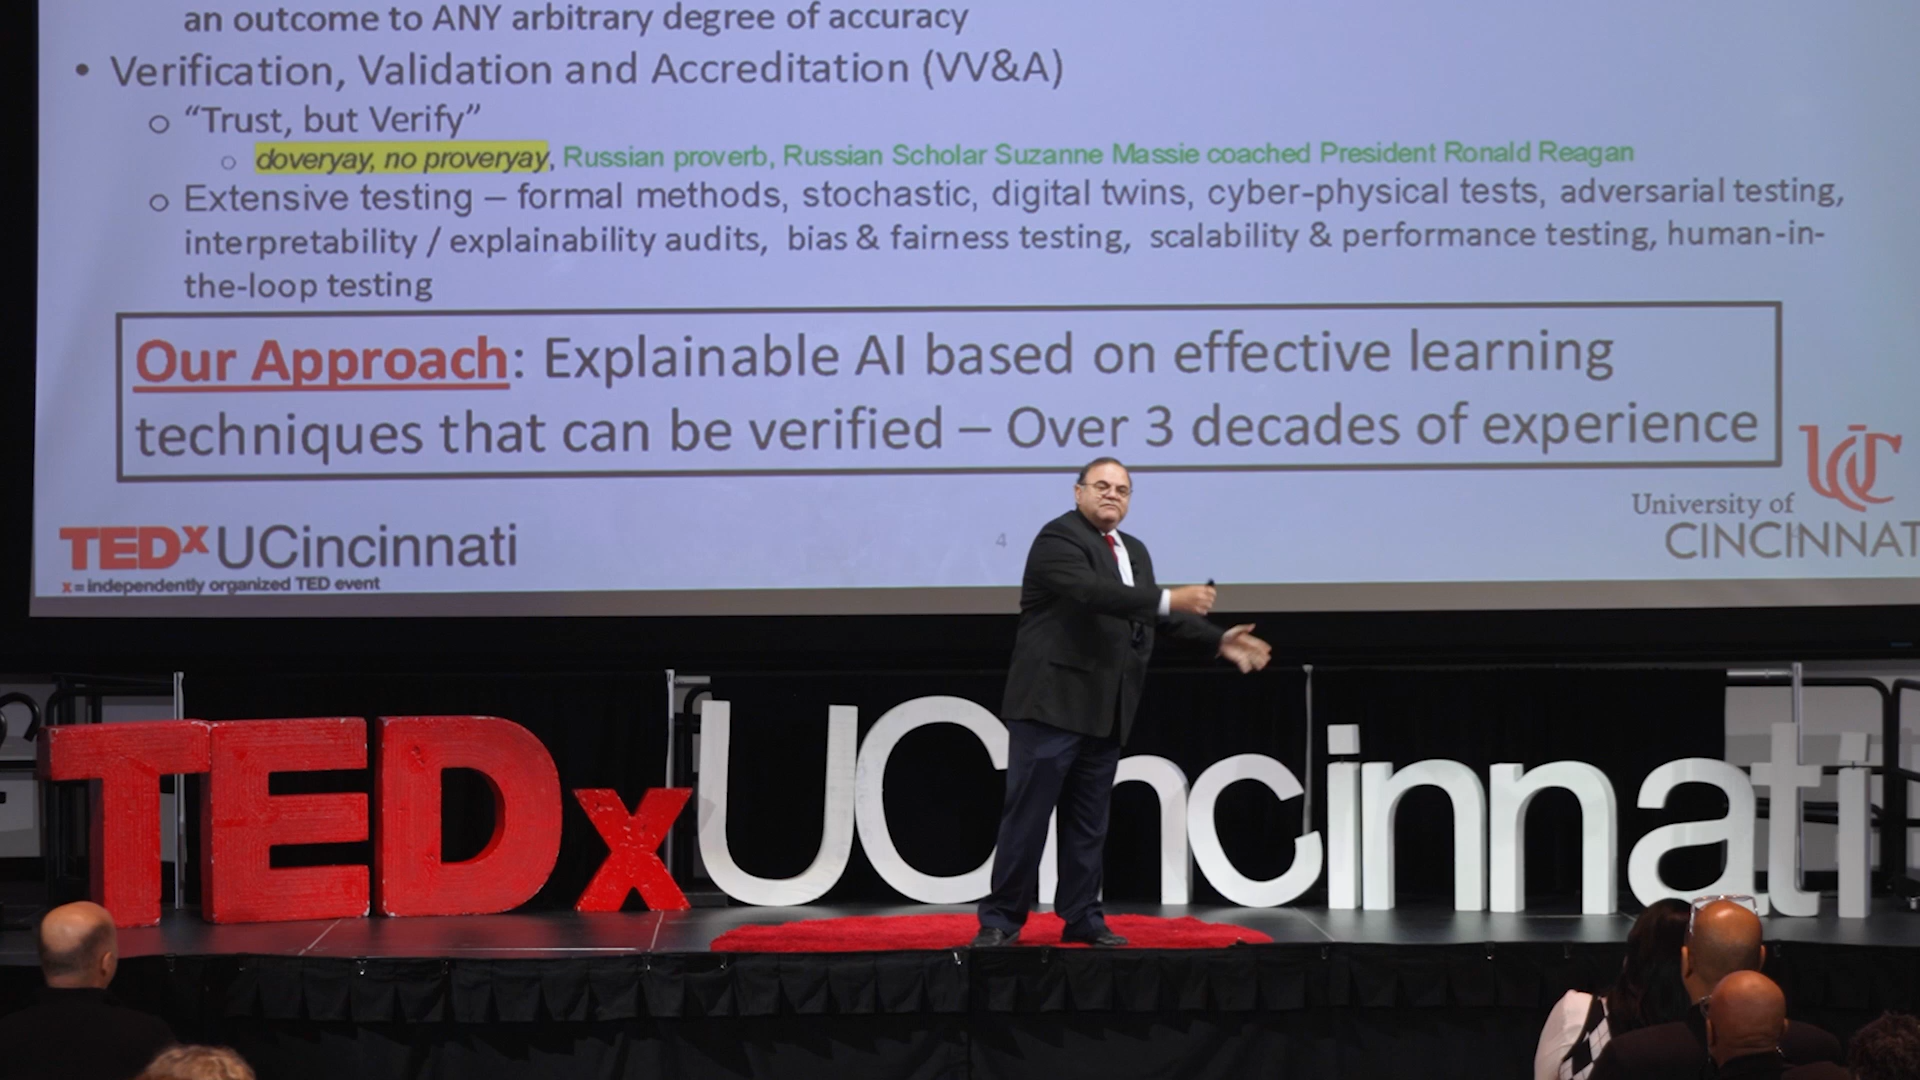 an outcome to ANY arbitrary degree of accuracy
• Verification, Validation and Accreditation (VV&A)
o “Trust, but Verify”
o doveryay, no proveryay, Russian proverb, Russian Scholar Suzanne Massie coached President Ronald Reagan
o Extensive testing – formal methods, stochastic, digital twins, cyber-physical tests, adversarial testing,
interpretability / explainability audits, bias & fairness testing, scalability & performance testing, human-in-
the-loop testing
Our Approach: Explainable AI based on effective learning
techniques that can be verified – Over 3 decades of experience
TEDx UCincinnati
x = independently organized TED event
4
UC
University of
CINCINNAT
TEDxUCincinnati